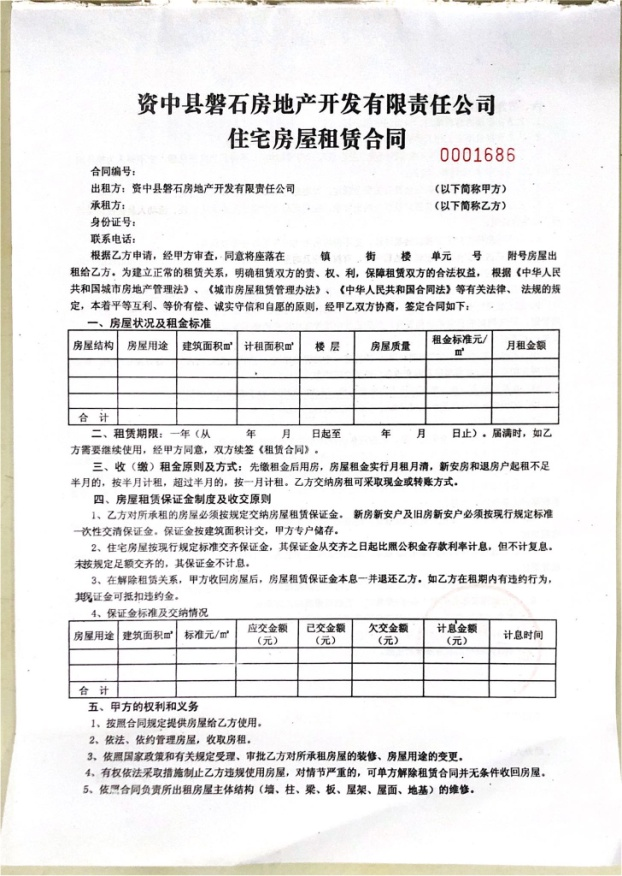 资中县磐石房地产开发有限责任公司
住宅房屋租赁合同
0001686
合同编号：
出租方：资中县磐石房地产开发有限责任公司 （以下简称甲方）
承租方： （以下简称乙方）
身份证号：
联系电话：
根据乙方申请，经甲方审查，同意将座落在 镇 街 楼 单元 号 附号房屋出
租给乙方。为建立正常的租赁关系，明确租赁双方的责、权、利，保障租赁双方的合法权益，根据《中华人民
共和国城市房地产管理法》、《城市房屋租赁管理办法》、《中华人民共和国合同法》等有关法律、法规的规
定，本着平等互利、等价有偿、诚实守信和自愿的原则，经甲乙双方协商，签定合同如下：
一、房屋状况及租金标准
房屋结构 房屋用途 建筑面积㎡ 计租面积㎡ 楼 层 房屋质量 租金标准元/㎡ 月租金额
合 计
二、租赁期限：一年（从 年 月 日起至 年 月 日止）。届满时，如乙
方需要继续使用，经甲方同意，双方续签《租赁合同》。
三、收（缴）租金原则及方式：先缴租金后用房，房屋租金实行月租月清，新安房和退房户起租不足
半月的，按半月计租，超过半月的，按一月计租。乙方交纳房租可采取现金或转账方式。
四、房屋租赁保证金制度及收交原则
1、乙方对所承租的房屋必须按规定交纳房屋租赁保证金。 新房新安户及旧房新安户必须按现行规定标准
一次性交清保证金。保证金按建筑面积计交，甲方专户储存。
2、住宅房屋按现行规定标准交齐保证金，其保证金从交齐之日起比照公积金存款利率计息，但不计复息。
未按规定足额交齐的，其保证金不计息。
3、在解除租赁关系，甲方收回房屋后，房屋租赁保证金本息一并退还乙方。如乙方在租期内有违约行为，
其保证金可抵扣违约金。
4、保证金标准及交纳情况
房屋用途 建筑面积㎡ 标准元/㎡ 应交金额（元） 已交金额（元） 欠交金额（元） 计息金额（元） 计息时间
合 计
五、甲方的权利和义务
1、按照合同规定提供房屋给乙方使用。
2、依法、依约管理房屋，收取房租。
3、依照国家政策和有关规定受理、审批乙方对所承租房屋的装修、房屋用途的变更。
4、有权依法采取措施制止乙方违规使用房屋，对情节严重的，可单方解除租赁合同并无条件收回房屋。
5、依照合同负责所出租房屋主体结构（墙、柱、梁、板、屋架、屋面、地基）的维修。